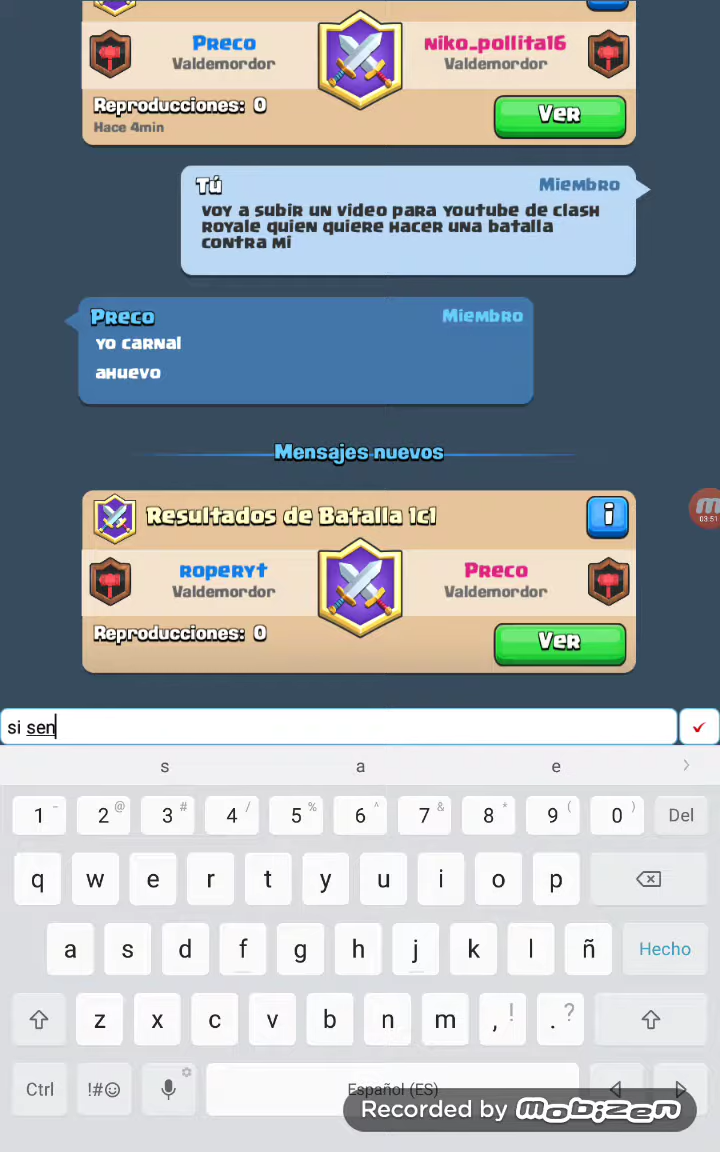 Preco
niko_pollita16
Valdemordor
Valdemordor
Reproducciones: 0
Ver
Hace 4min
Tú
Miembro
voy a subir un video para youtube de clash
royale quien quiere hacer una batalla
contra mi
Preco
Miembro
yo carnal
ahuevo
Mensajes nuevos
Resultados de Batalla 1c1
i
roperyt
Preco
Valdemordor
Valdemordor
Reproducciones: 0
Ver
03:51
si sen
s a e
1 - 2 @ 3 # 4 / 5 % 6 ^ 7 & 8 * 9 ( 0 ) Del
q w e r t y u i o p
a s d f g h j k l ñ Hecho
z x c v b n m , ! . ?
Ctrl !#☺ Español (ES)
Recorded by mobizen